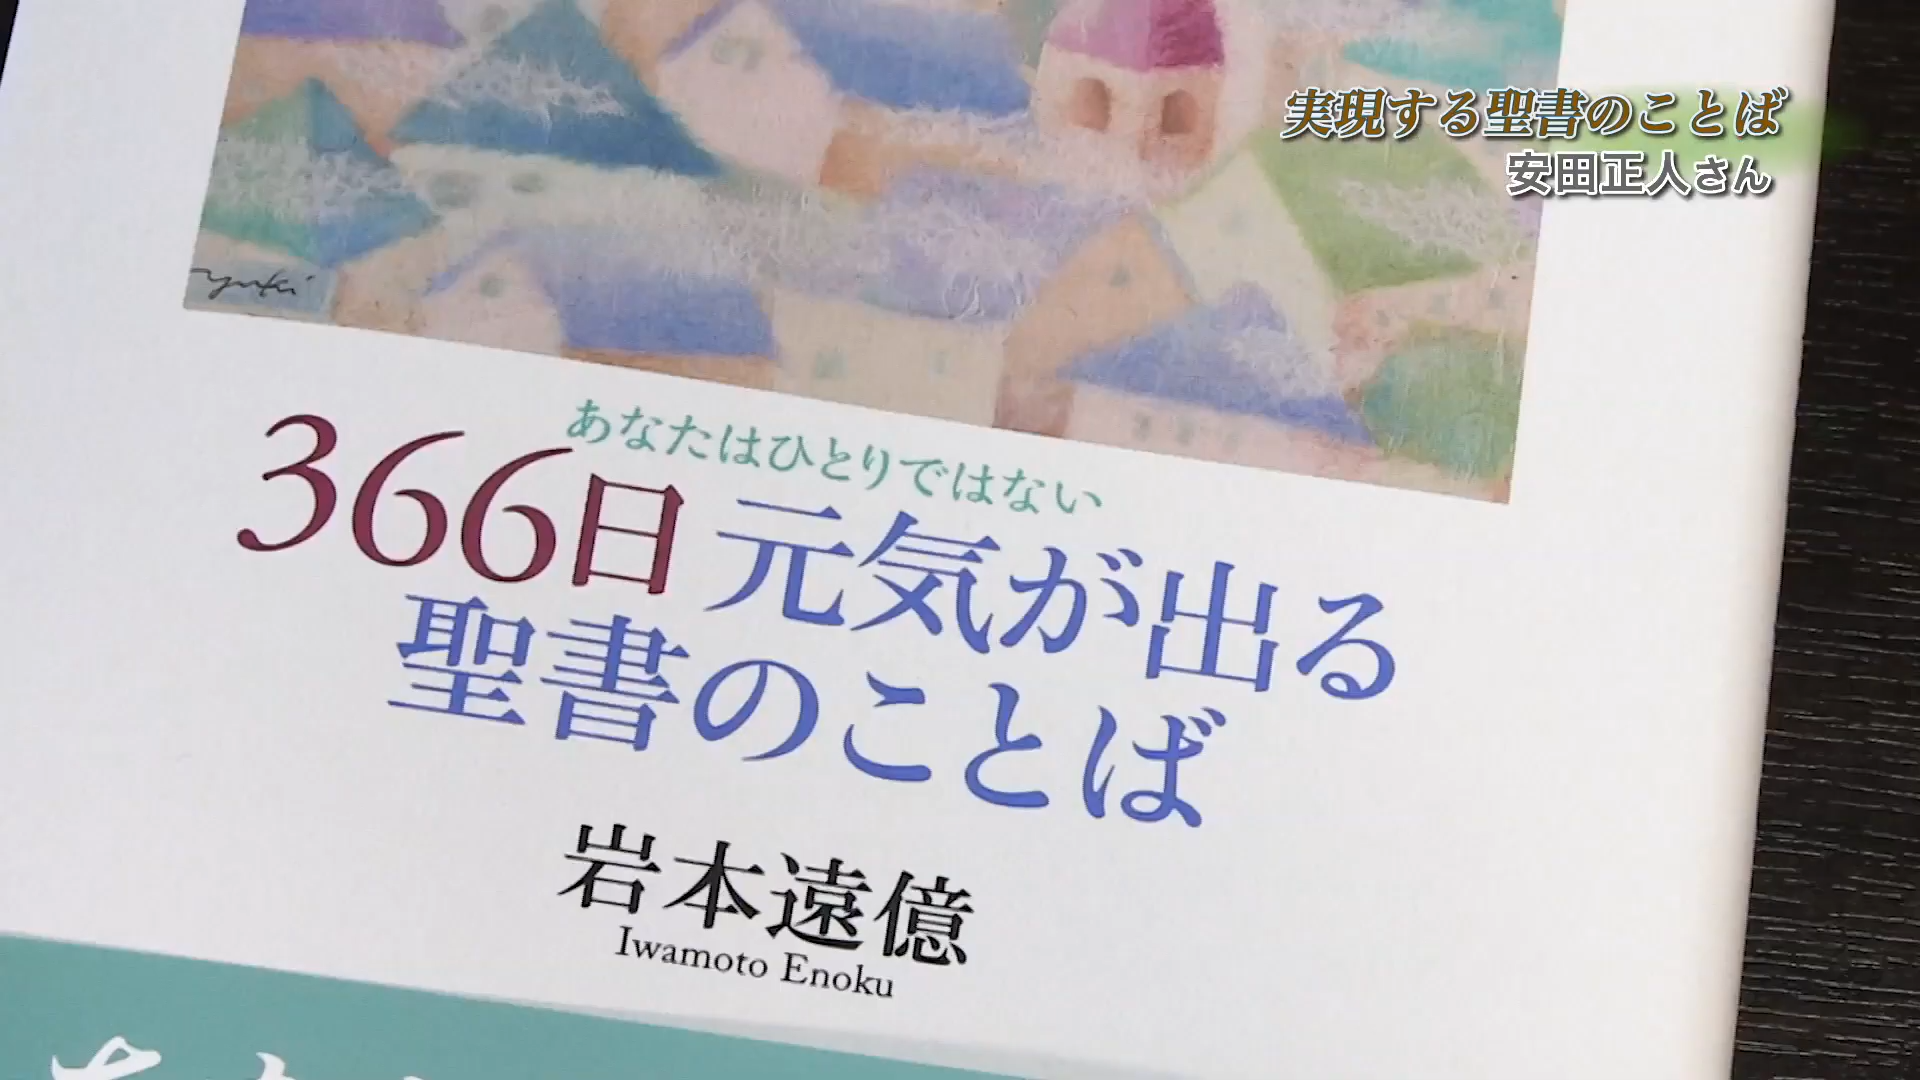 実現する聖書のことば
安田正人さん
yuki
あなたはひとりではない
366日 元気が出る
聖書のことば
岩本遠億
Iwamoto Enoku